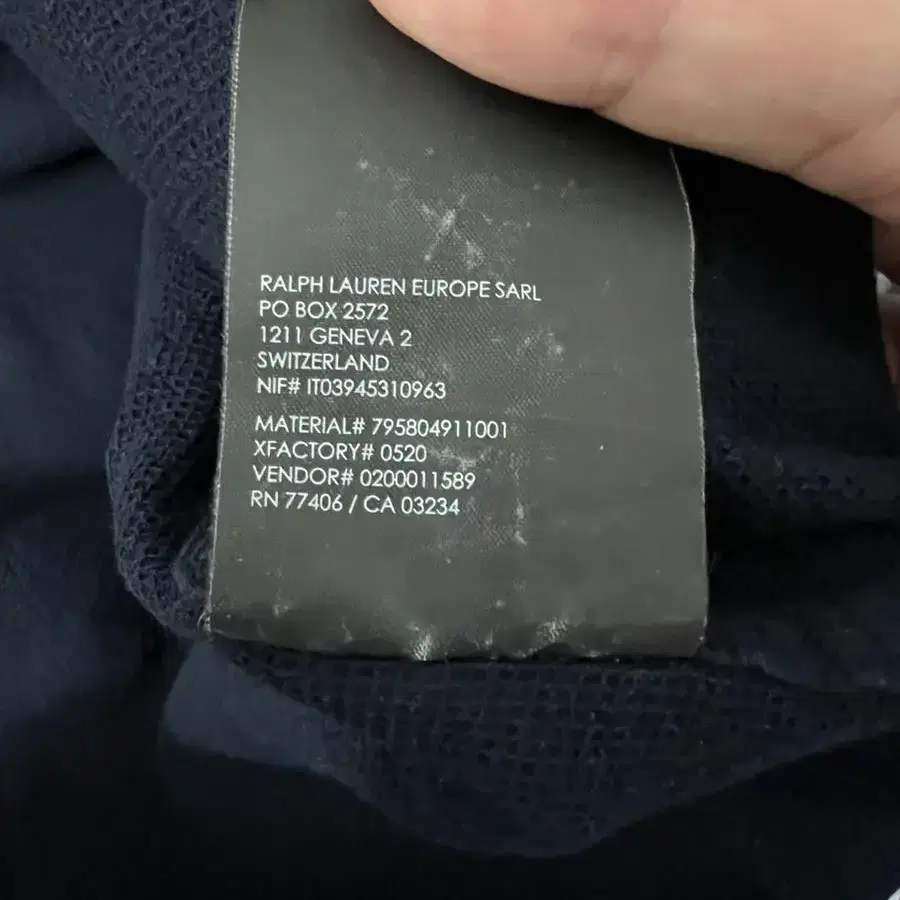 RALPH LAUREN EUROPE SARL
PO BOX 2572
1211 GENEVA 2
SWITZERLAND
NIF# IT03945310963
MATERIAL# 795804911001
XFACTORY# 0520
VENDOR# 0200011589
RN 77406 / CA 03234